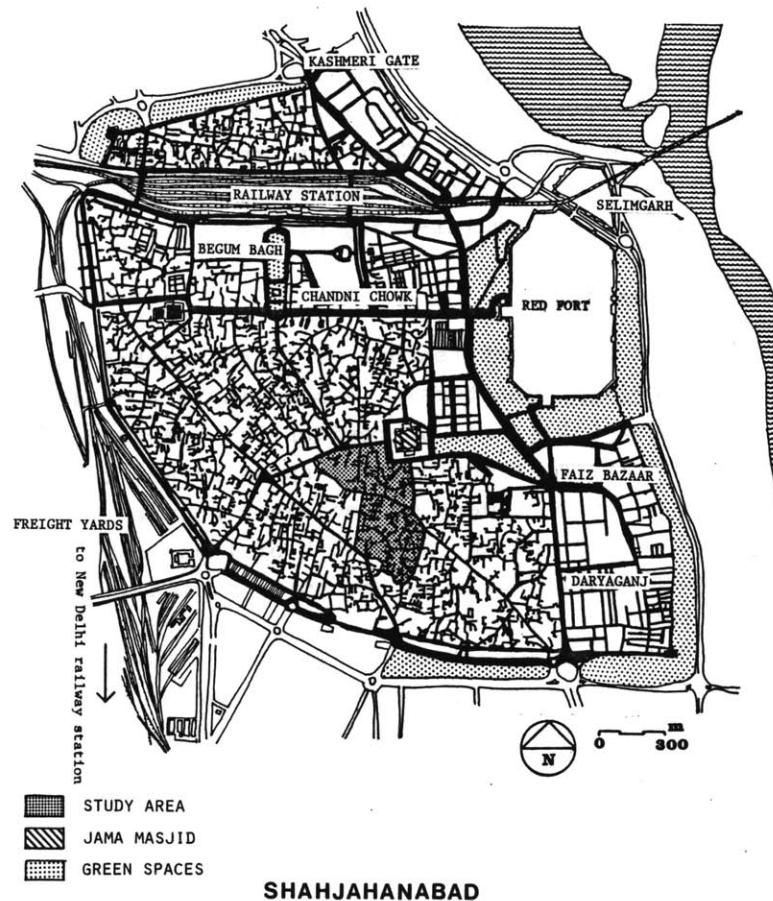 KASHMERI GATE
RAILWAY STATION
SELIMGARH
BEGUM BAGH
CHANDNI CHOWK
RED FORT
FAIZ BAZAAR
FREIGHT YARDS
to New Delhi railway station
DARYAGANJ
N
m
0 300
STUDY AREA
JAMA MASJID
GREEN SPACES
SHAHJAHANABAD